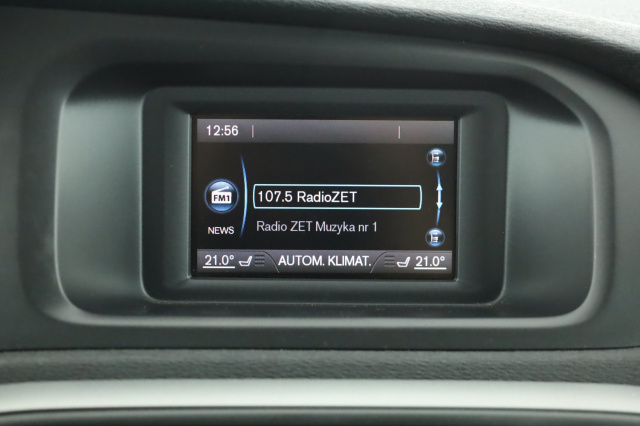 12:56
FM1
107.5 RadioZET
NEWS
Radio ZET Muzyka nr 1
21.0° AUTOM. KLIMAT. 21.0°